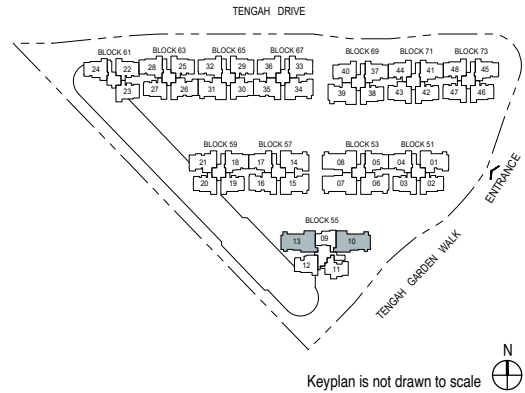 TENGAH DRIVE
BLOCK 61 BLOCK 63 BLOCK 65 BLOCK 67 BLOCK 69 BLOCK 71 BLOCK 73
24 22 28 25 32 29 36 33 40 37 44 41 48 45
23 27 26 31 30 35 34 39 38 43 42 47 46
BLOCK 59 BLOCK 57 BLOCK 53 BLOCK 51
21 18 17 14 08 05 04 01
20 19 16 15 07 06 03 02
ENTRANCE
BLOCK 55
13 09 10
12 11
TENGAH GARDEN WALK
N
Keyplan is not drawn to scale